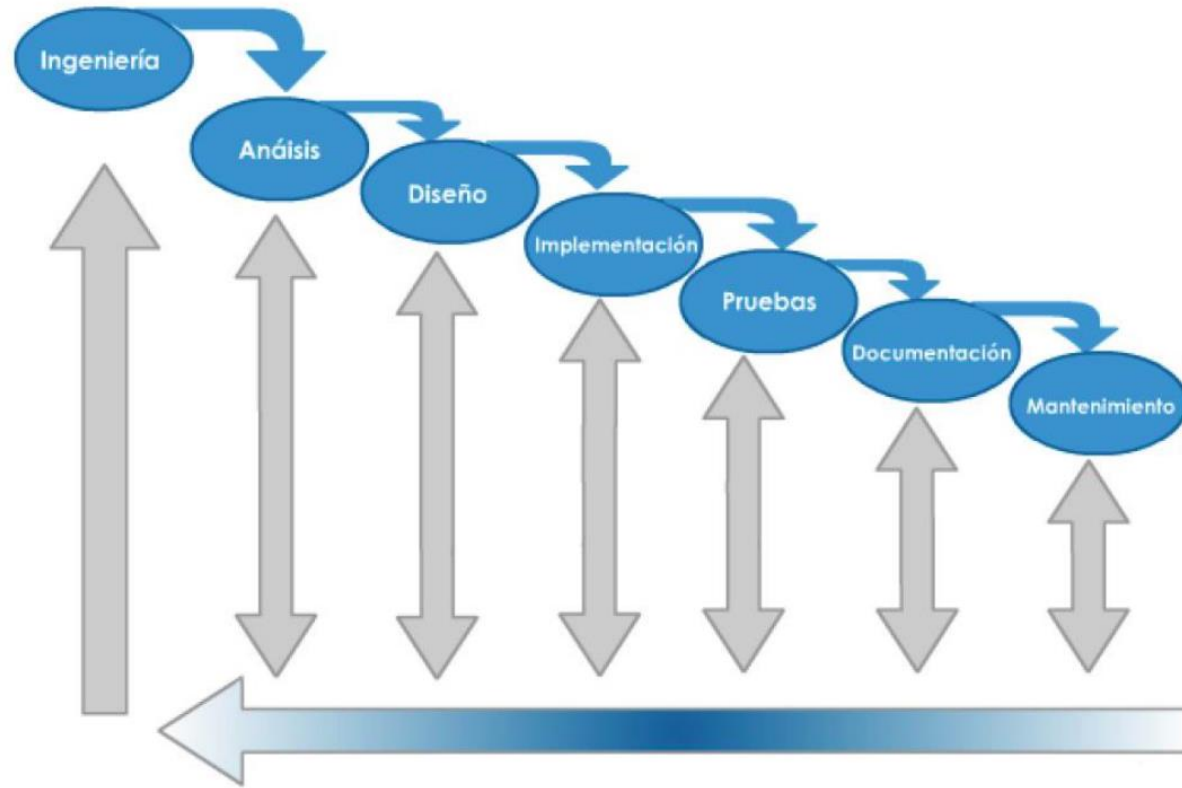 Ingeniería
Anáisis
Diseño
Implementación
Pruebas
Documentación
Mantenimiento